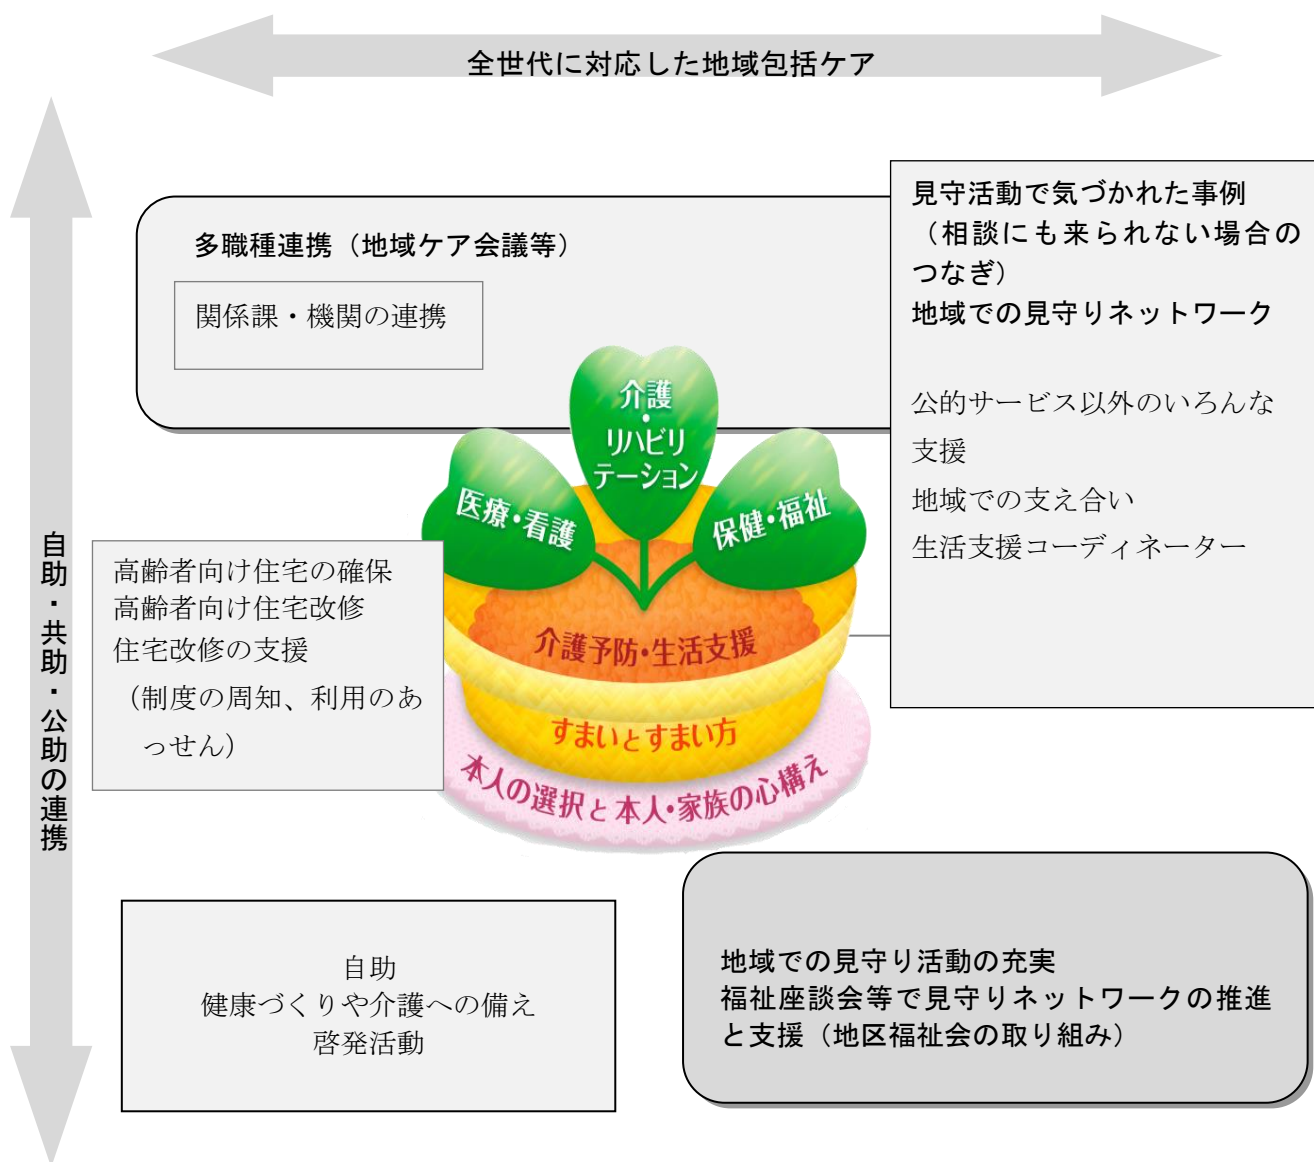 全世代に対応した地域包括ケア
自助・共助・公助の連携
多職種連携（地域ケア会議等）
関係課・機関の連携
見守活動で気づかれた事例
（相談にも来られない場合の
つなぎ）
地域での見守りネットワーク
公的サービス以外のいろんな
支援
地域での支え合い
生活支援コーディネーター
介護
・
リハビリ
テーション
医療・看護
保健・福祉
介護予防・生活支援
すまいとすまい方
本人の選択と本人・家族の心構え
高齢者向け住宅の確保
高齢者向け住宅改修
住宅改修の支援
（制度の周知、利用のあ
っせん）
自助
健康づくりや介護への備え
啓発活動
地域での見守り活動の充実
福祉座談会等で見守りネットワークの推進
と支援（地区福祉会の取り組み）